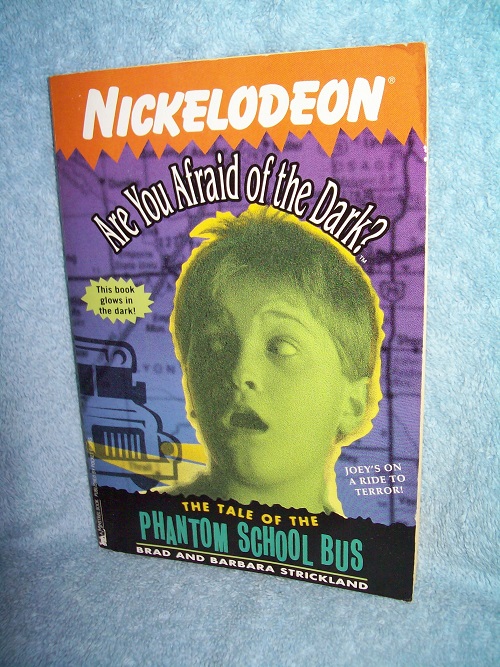 NICKELODEON®
Are You Afraid of the Dark?™
This book
glows in
the dark!
JOEY'S ON
A RIDE TO
TERROR!
THE TALE OF THE
PHANTOM SCHOOL BUS
BRAD AND BARBARA STRICKLAND